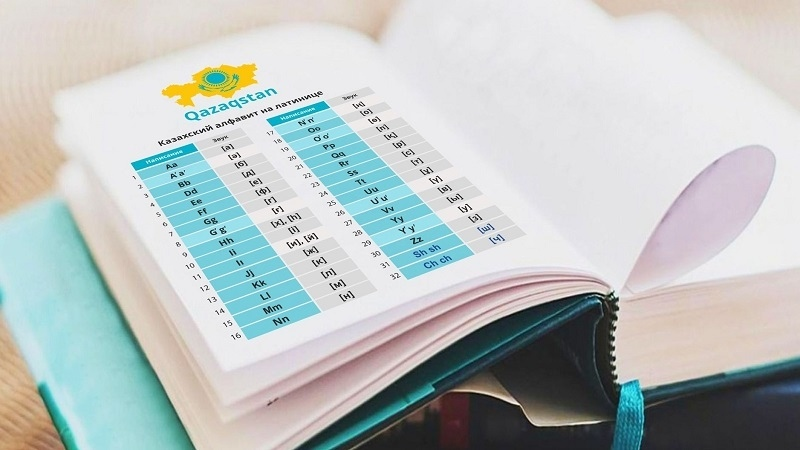 Qazaqstan
Казахский алфавит на латинице
Написание Звук
1 Aa [а]
2 A'a' [ә]
3 Bb [б]
4 Dd [д]
5 Ee [е]
6 Ff [ф]
7 Gg [г]
8 G'g' [ғ]
9 Hh [х], [h]
10 Ii [і]
11 Iı [и], [й]
12 Jj [ж]
13 Kk [к]
14 Ll [л]
15 Mm [м]
16 Nn [н]
Написание Звук
17 N'n' [ң]
18 Oo [о]
19 O'o' [ө]
20 Pp [п]
21 Qq [қ]
22 Rr [р]
23 Ss [с]
24 Tt [т]
25 Uu [ұ]
26 U'u' [ү]
27 Vv [в]
28 Yy [ы]
29 Y'y' [у]
30 Zz [з]
31 Sh sh [ш]
32 Ch ch [ч]